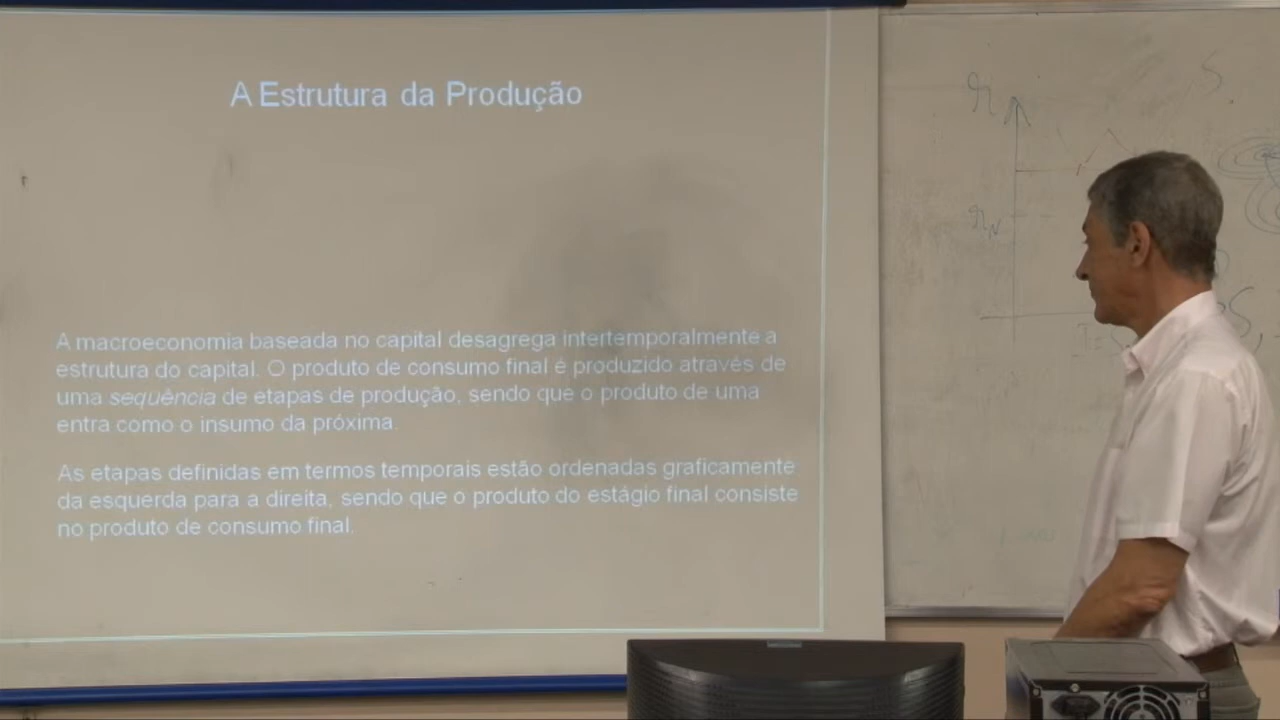 A Estrutura da Produção
A macroeconomia baseada no capital desagrega intertemporalmente a
estrutura do capital. O produto de consumo final é produzido através de
uma sequência de etapas de produção, sendo que o produto de uma
entra como o insumo da próxima.
As etapas definidas em termos temporais estão ordenadas graficamente
da esquerda para a direita, sendo que o produto do estágio final consiste
no produto de consumo final.
S